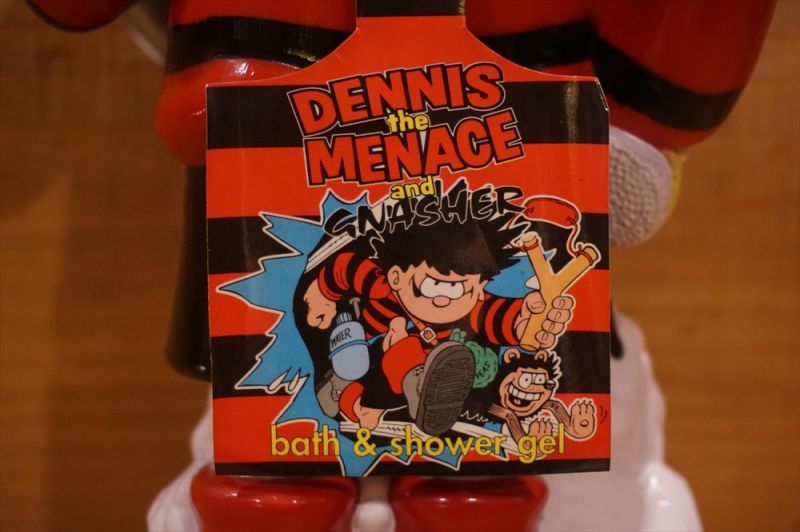 DENNIS
the
MENACE
and
GNASHER
WATER
PEAS
bath & shower gel